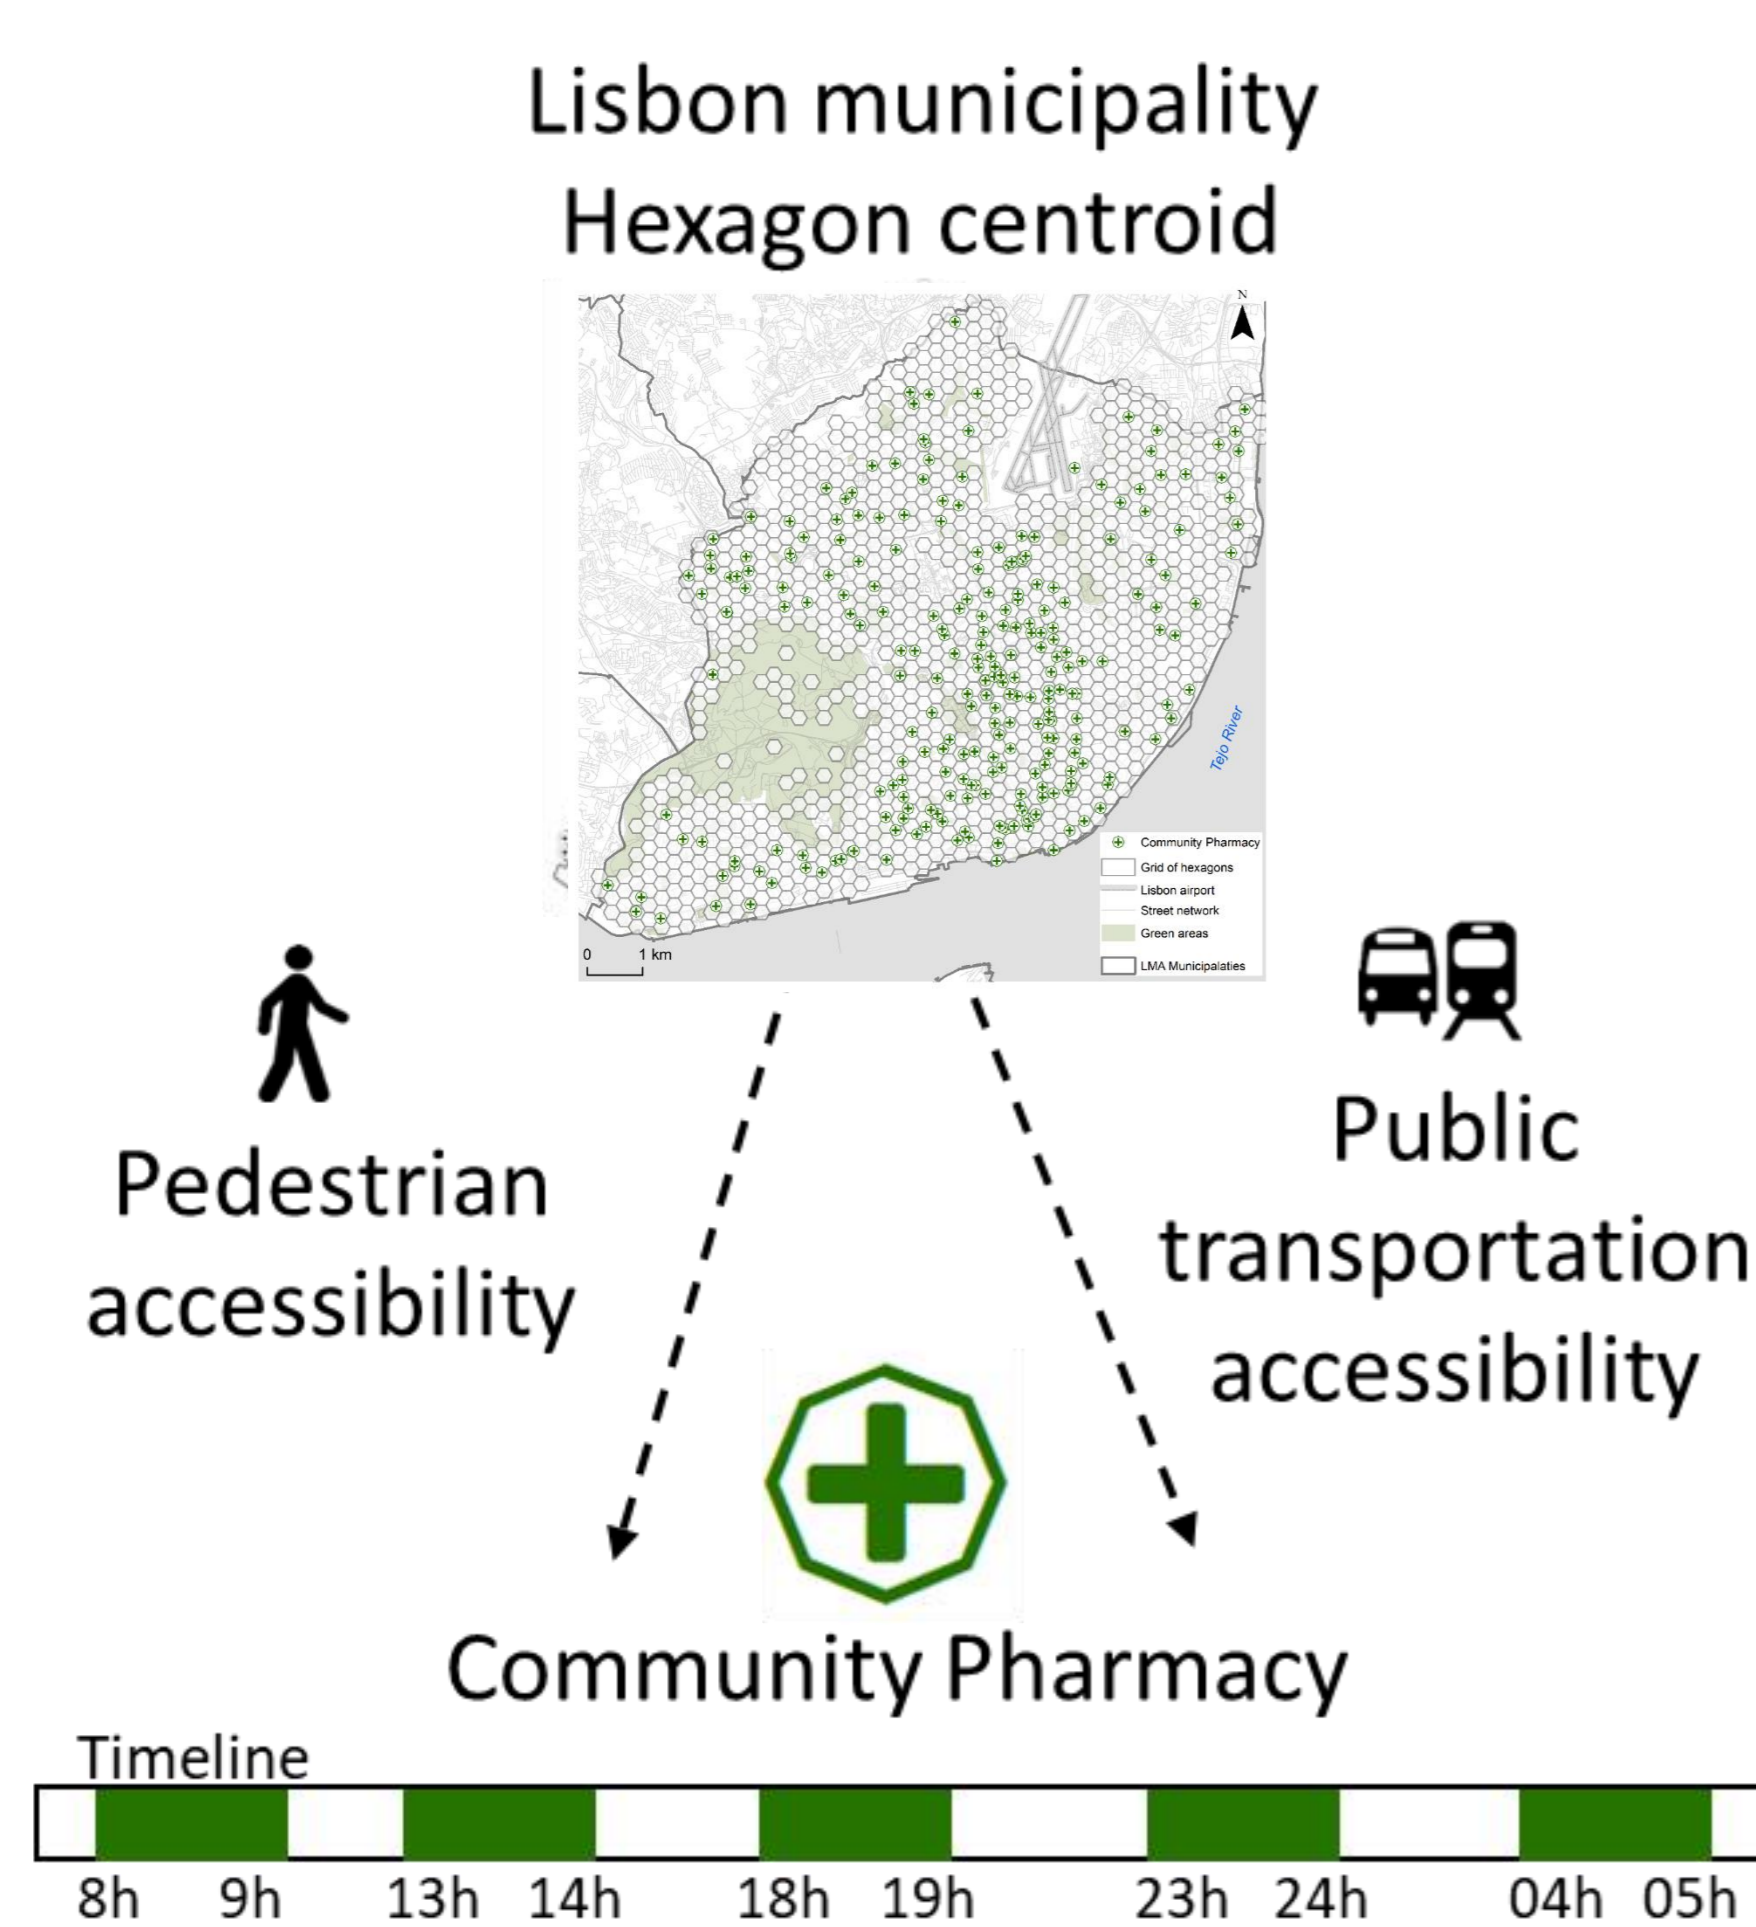 Lisbon municipality
Hexagon centroid
N
Tejo River
Community Pharmacy
Grid of hexagons
Lisbon airport
Street network
Green areas
LMA Municipalaties
0 1 km
Pedestrian
accessibility
Public
transportation
accessibility
Community Pharmacy
Timeline
8h 9h 13h 14h 18h 19h 23h 24h 04h 05h